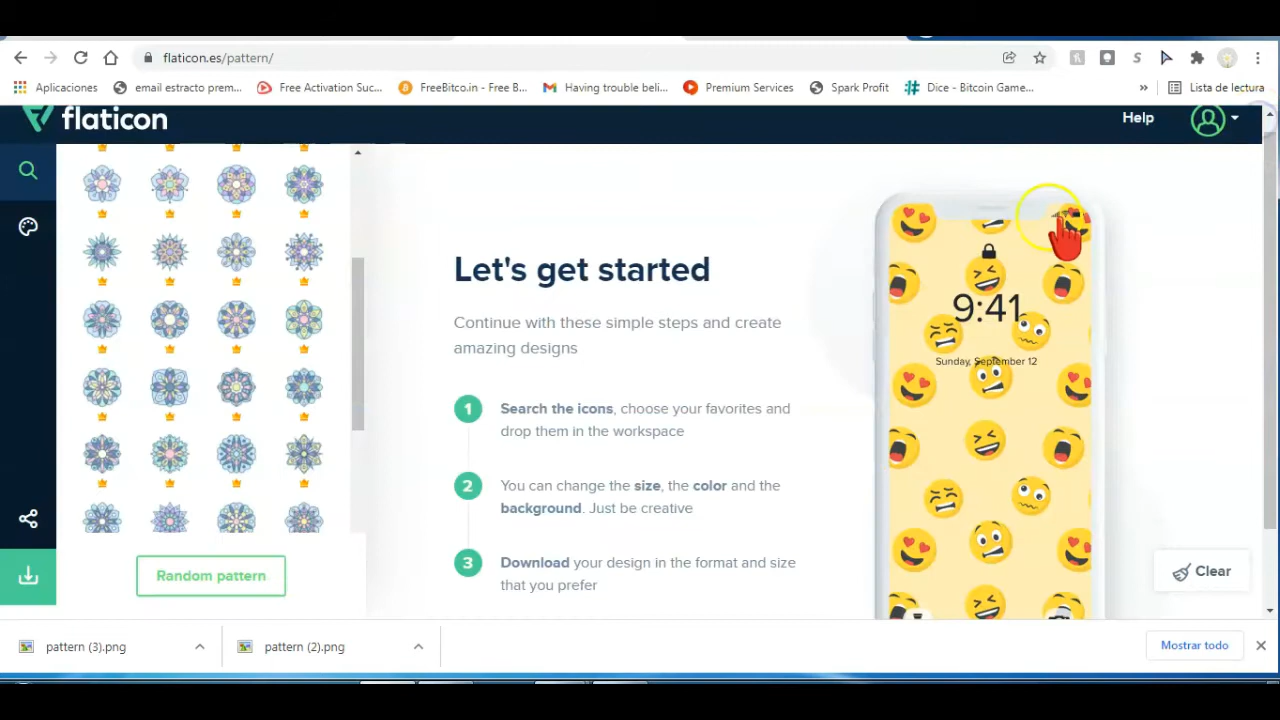 flaticon.es/pattern/
Aplicaciones
email estracto prem...
Free Activation Suc...
FreeBitco.in - Free B...
Having trouble beli...
Premium Services
Spark Profit
Dice - Bitcoin Game...
»
Lista de lectura
flaticon
Help
Let's get started
Continue with these simple steps and create
amazing designs
1
Search the icons, choose your favorites and
drop them in the workspace
2
You can change the size, the color and the
background. Just be creative
3
Download your design in the format and size
that you prefer
9:41
Sunday, September 12
Random pattern
Clear
pattern (3).png
pattern (2).png
Mostrar todo